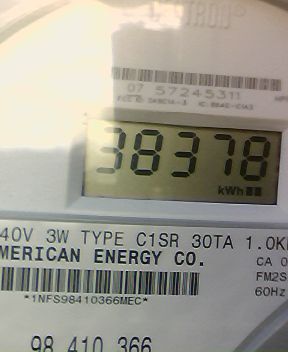 TRON
07 57245311
38378
kWh
40V 3W TYPE C1SR 30TA 1.0K
MERICAN ENERGY CO. CA 0
FM2S
*1NFS98410366MEC* 60Hz
98 410 366